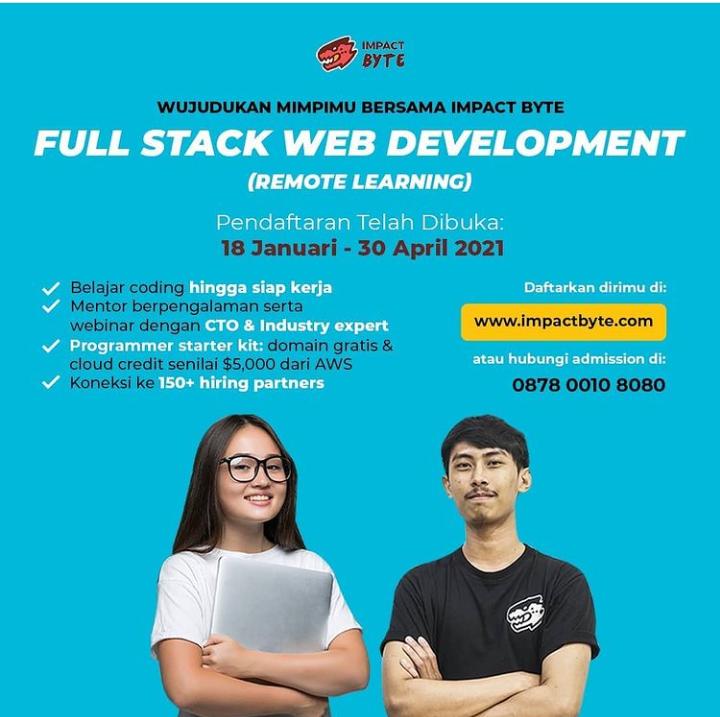 IMPACT
BYTE
WUJUDUKAN MIMPIMU BERSAMA IMPACT BYTE
FULL STACK WEB DEVELOPMENT
(REMOTE LEARNING)
Pendaftaran Telah Dibuka:
18 Januari - 30 April 2021
Belajar coding hingga siap kerja
Mentor berpengalaman serta
webinar dengan CTO & Industry expert
Programmer starter kit: domain gratis &
cloud credit senilai $5,000 dari AWS
Koneksi ke 150+ hiring partners
Daftarkan dirimu di:
www.impactbyte.com
atau hubungi admission di:
0878 0010 8080